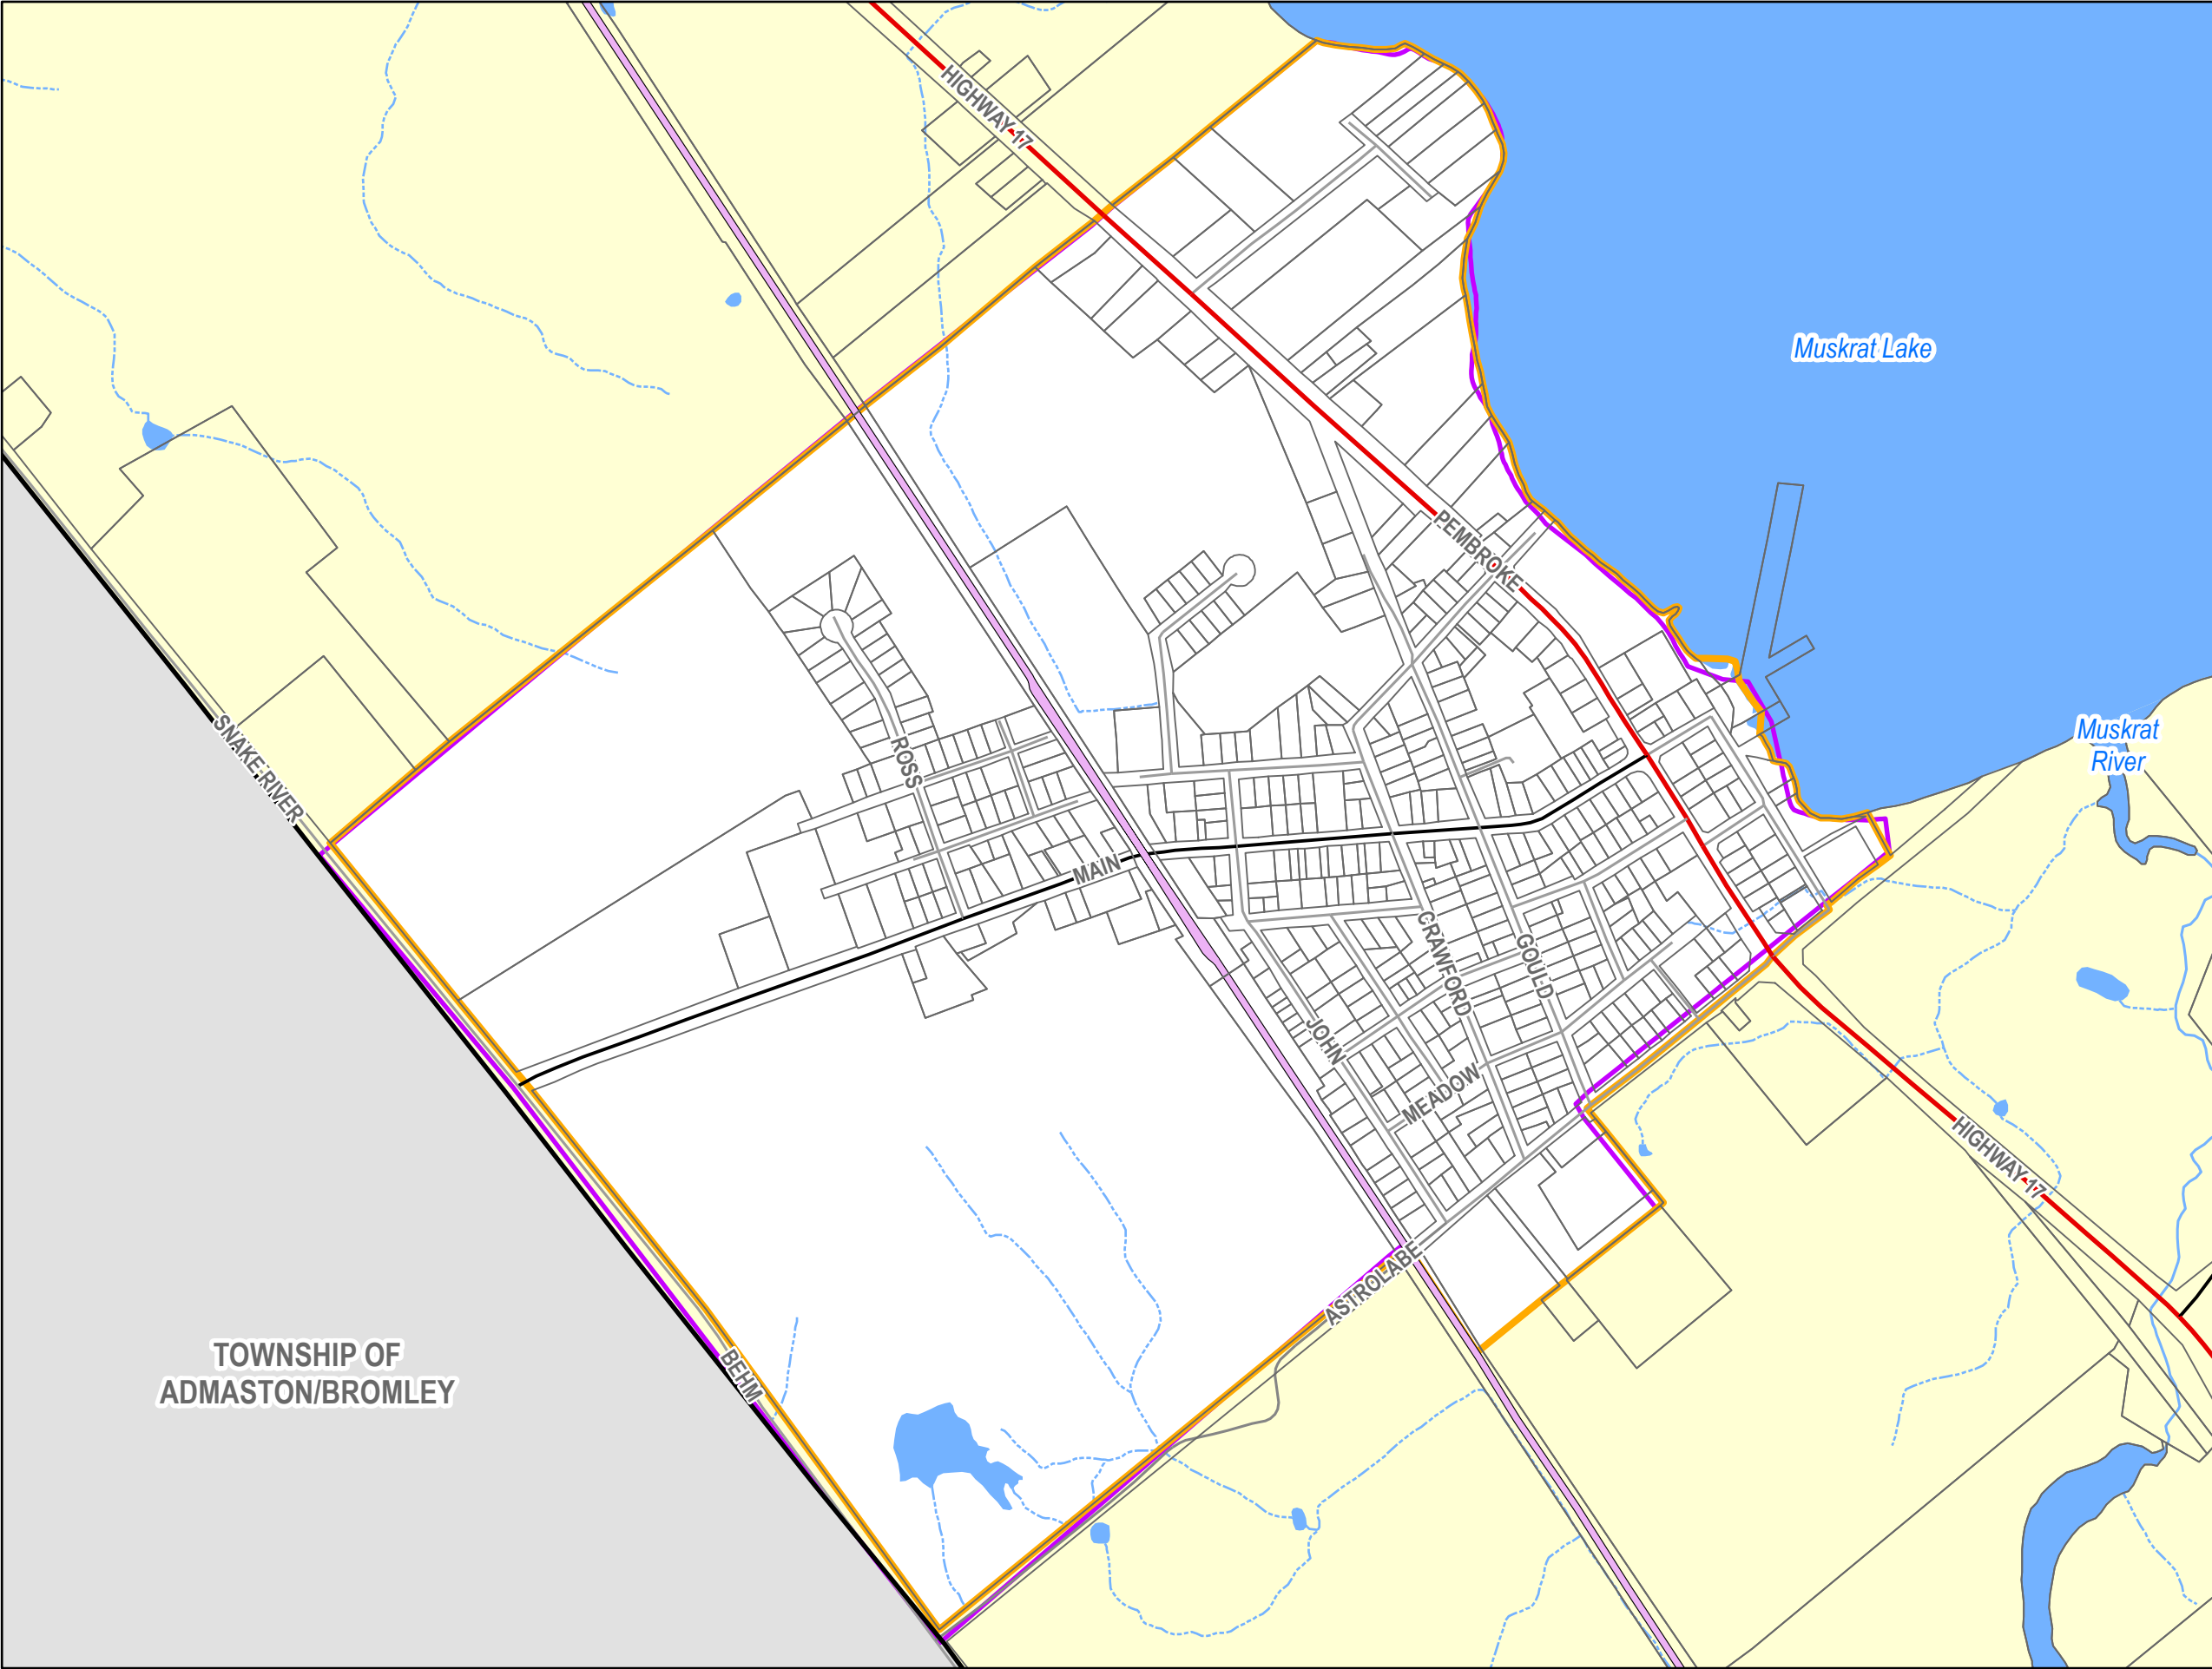 HIGHWAY 17
Muskrat Lake
PEMBROKE
SNAKE RIVER
ROSS
Muskrat
River
MAIN
CRAWFORD
GOULD
JOHN
MEADOW
HIGHWAY 17
ASTROLABE
TOWNSHIP OF
ADMASTON/BROMLEY
BEHM